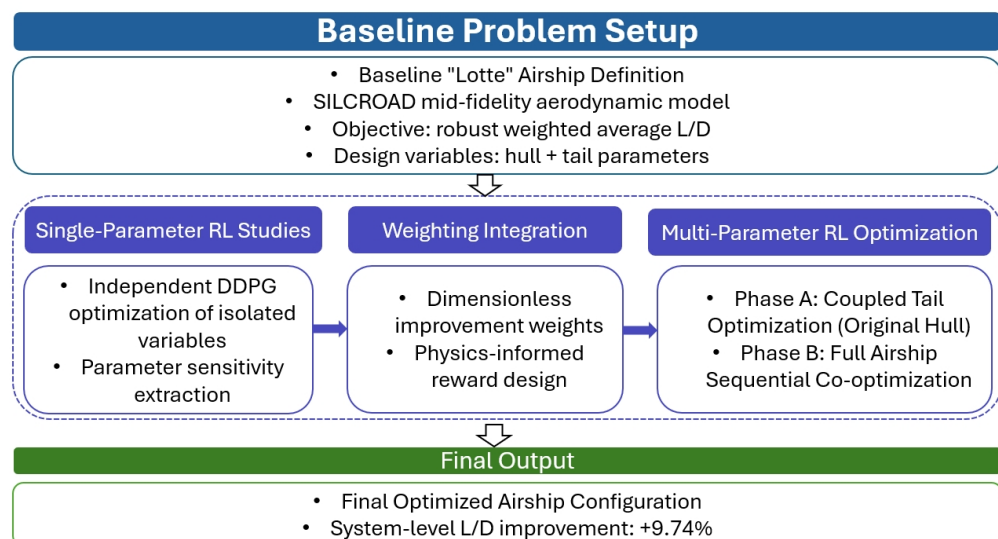 Baseline Problem Setup
• Baseline "Lotte" Airship Definition
• SILCROAD mid-fidelity aerodynamic model
• Objective: robust weighted average L/D
• Design variables: hull + tail parameters
Single-Parameter RL Studies
• Independent DDPG
optimization of isolated
variables
• Parameter sensitivity
extraction
Weighting Integration
• Dimensionless
improvement weights
• Physics-informed
reward design
Multi-Parameter RL Optimization
• Phase A: Coupled Tail
Optimization (Original Hull)
• Phase B: Full Airship
Sequential Co-optimization
Final Output
• Final Optimized Airship Configuration
• System-level L/D improvement: +9.74%